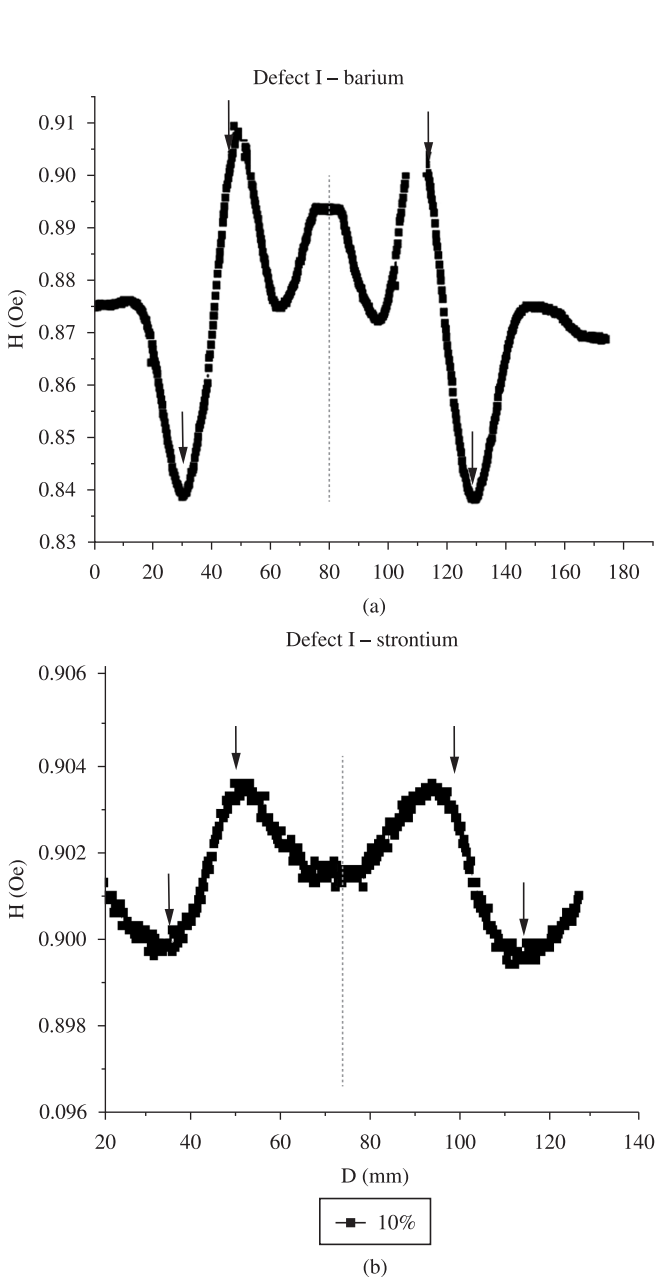 Defect I – barium
0.91
0.90
0.89
0.88
0.87
0.86
0.85
0.84
0.83
H (Oe)
0 20 40 60 80 100 120 140 160 180
(a)
Defect I – strontium
0.906
0.904
0.902
0.900
0.898
0.096
H (Oe)
20 40 60 80 100 120 140
D (mm)
10%
(b)